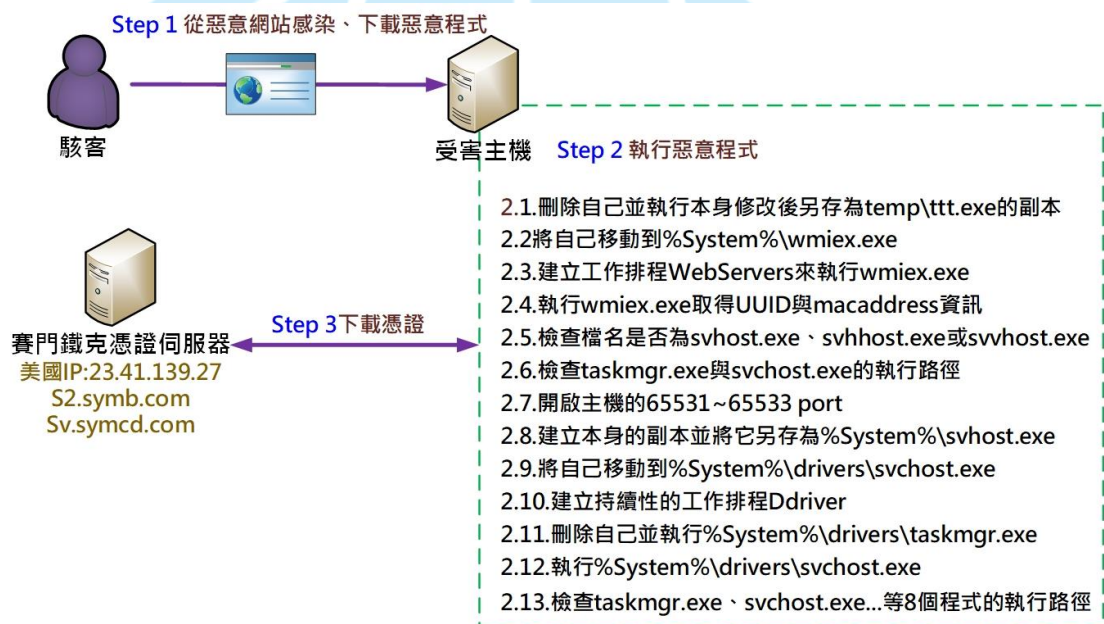 Step 1 從惡意網站感染、下載惡意程式
駭客
受害主機
Step 2 執行惡意程式
2.1.刪除自己並執行本身修改後另存為temp\ttt.exe的副本
2.2將自己移動到%System%\wmiex.exe
2.3.建立工作排程WebServers來執行wmiex.exe
2.4.執行wmiex.exe取得UUID與macaddress資訊
2.5.檢查檔名是否為svhost.exe、svhhost.exe或svvhost.exe
2.6.檢查taskmgr.exe與svchost.exe的執行路徑
2.7.開啟主機的65531~65533 port
2.8.建立本身的副本並將它另存為%System%\svhost.exe
2.9.將自己移動到%System%\drivers\svchost.exe
2.10.建立持續性的工作排程Ddriver
2.11.刪除自己並執行%System%\drivers\taskmgr.exe
2.12.執行%System%\drivers\svchost.exe
2.13.檢查taskmgr.exe、svchost.exe...等8個程式的執行路徑
Step 3下載憑證
賽門鐵克憑證伺服器
美國IP:23.41.139.27
S2.symb.com
Sv.symcd.com